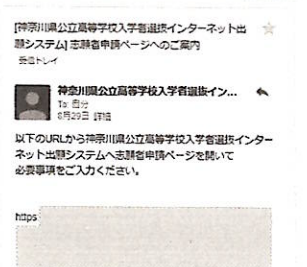 [神奈川県公立高等学校入学者選抜インターネット出
願システム] 志願者申請ページへのご案内
受信トレイ
神奈川県公立高等学校入学者選抜イン...
To: 自分
8月29日 詳細
以下のURLから神奈川県公立高等学校入学者選抜インター
ネット出願システムへ志願者申請ページを開いて
必要事項をご入力ください。
https